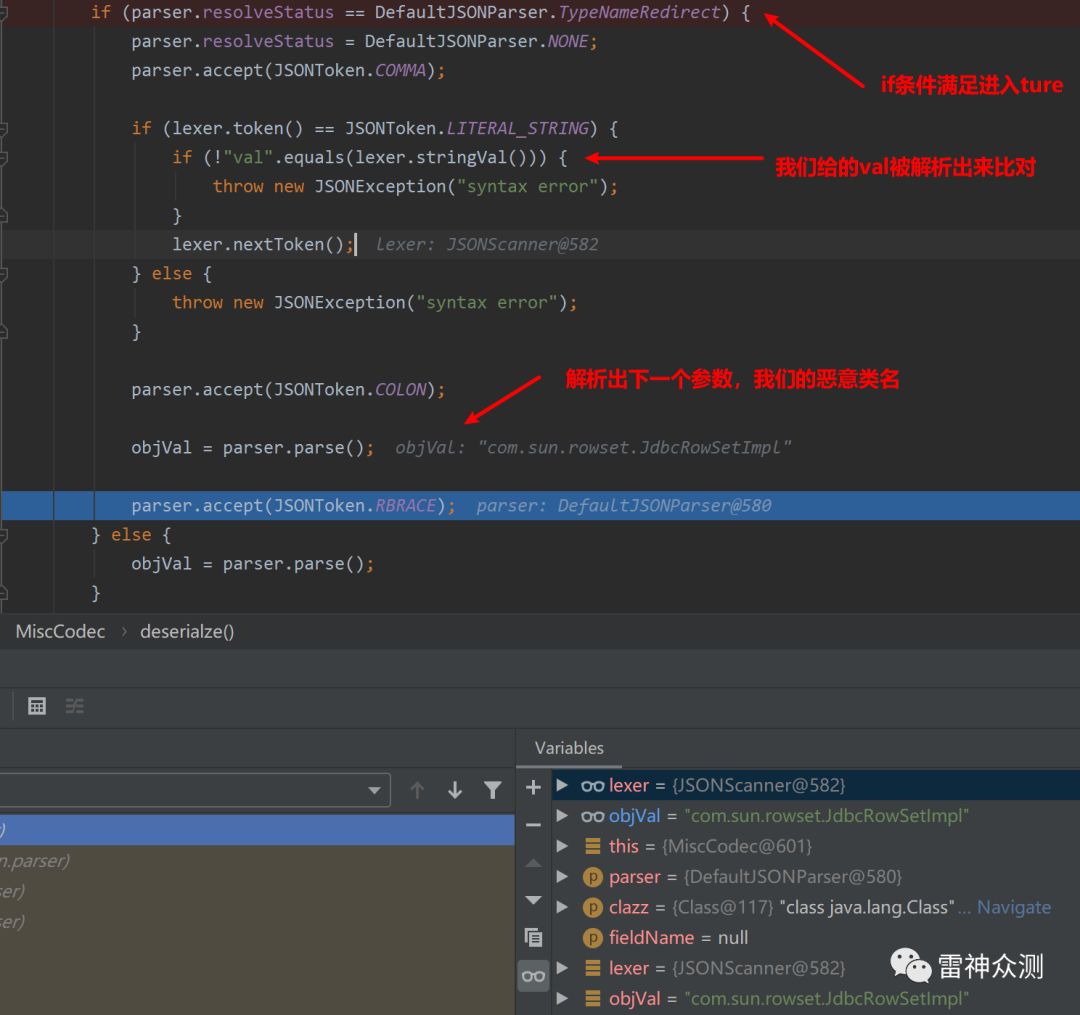 if (parser.resolveStatus == DefaultJSONParser.TypeNameRedirect) {
parser.resolveStatus = DefaultJSONParser.NONE;
if条件满足进入ture
parser.accept(JSONToken.COMMA);
if (lexer.token() == JSONToken.LITERAL_STRING) {
if (!"val".equals(lexer.stringVal())) {
我们给的val被解析出来比对
throw new JSONException("syntax error");
}
lexer.nextToken(); lexer: JSONScanner@582
} else {
throw new JSONException("syntax error");
}
解析出下一个参数，我们的恶意类名
parser.accept(JSONToken.COLON);
objVal = parser.parse(); objVal: "com.sun.rowset.JdbcRowSetImpl"
parser.accept(JSONToken.RBRACE); parser: DefaultJSONParser@580
} else {
objVal = parser.parse();
}
MiscCodec › deserialze()
Variables
lexer = {JSONScanner@582}
objVal = "com.sun.rowset.JdbcRowSetImpl"
)
this = {MiscCodec@601}
n.parser)
parser = {DefaultJSONParser@580}
ser)
clazz = {Class@117} "class java.lang.Class"... Navigate
ser)
fieldName = null
lexer = {JSONScanner@582}
雷神众测
objVal = "com.sun.rowset.JdbcRowSetImpl"